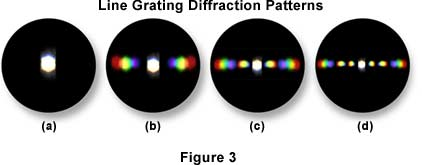 Line Grating Diffraction Patterns
(a) (b) (c) (d)
Figure 3